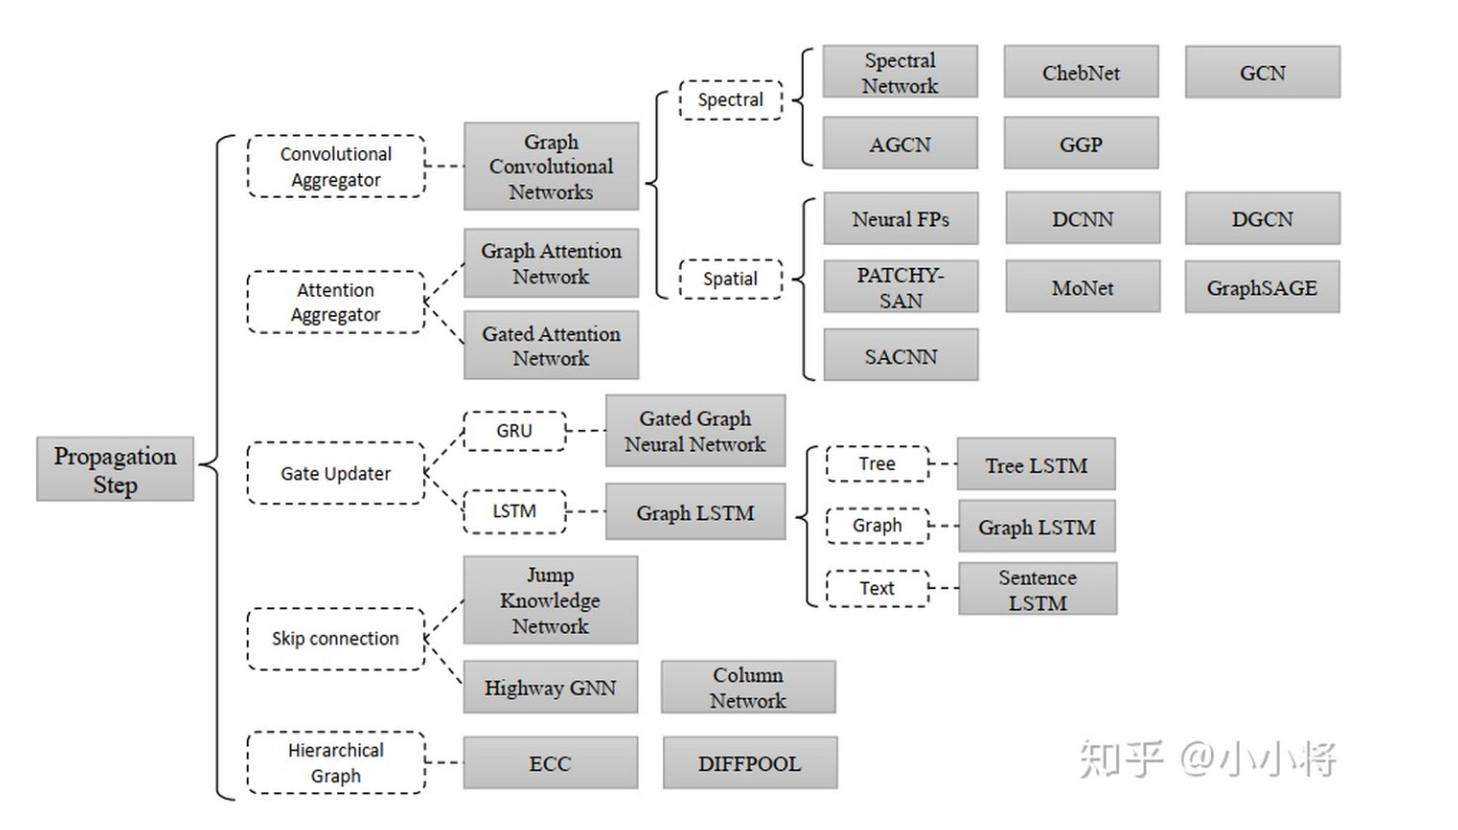 Propagation
Step
Convolutional
Aggregator
Graph
Convolutional
Networks
Spectral
Spectral
Network
ChebNet
GCN
AGCN
GGP
Spatial
Neural FPs
DCNN
DGCN
PATCHY-
SAN
MoNet
GraphSAGE
SACNN
Attention
Aggregator
Graph Attention
Network
Gated Attention
Network
Gate Updater
GRU
Gated Graph
Neural Network
LSTM
Graph LSTM
Tree
Tree LSTM
Graph
Graph LSTM
Text
Sentence
LSTM
Skip connection
Jump
Knowledge
Network
Highway GNN
Column
Network
Hierarchical
Graph
ECC
DIFFPOOL
知乎 @小小将